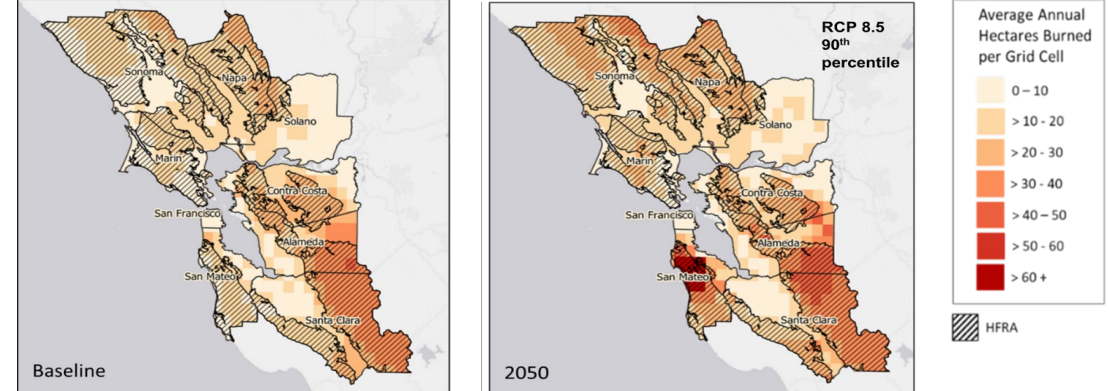 Sonoma
Napa
Solano
Marin
Contra Costa
San Francisco
Alameda
San Mateo
Santa Clara
Baseline
RCP 8.5
90th
percentile
Sonoma
Napa
Solano
Marin
Contra Costa
San Francisco
Alameda
San Mateo
Santa Clara
2050
Average Annual
Hectares Burned
per Grid Cell
0 – 10
> 10 - 20
> 20 - 30
> 30 - 40
> 40 – 50
> 50 - 60
> 60 +
HFRA